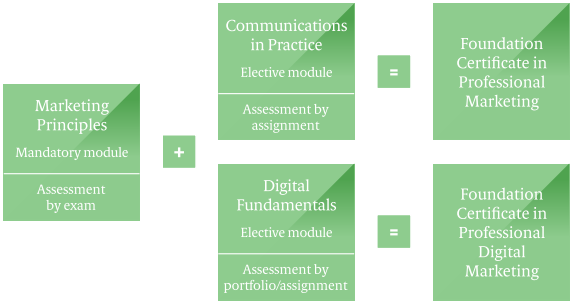 Marketing
Principles
Mandatory module
Assessment
by exam
+
Communications
in Practice
Elective module
Assessment by
assignment
=
Foundation
Certificate in
Professional
Marketing
Digital
Fundamentals
Elective module
Assessment by
portfolio/assignment
=
Foundation
Certificate in
Professional
Digital
Marketing